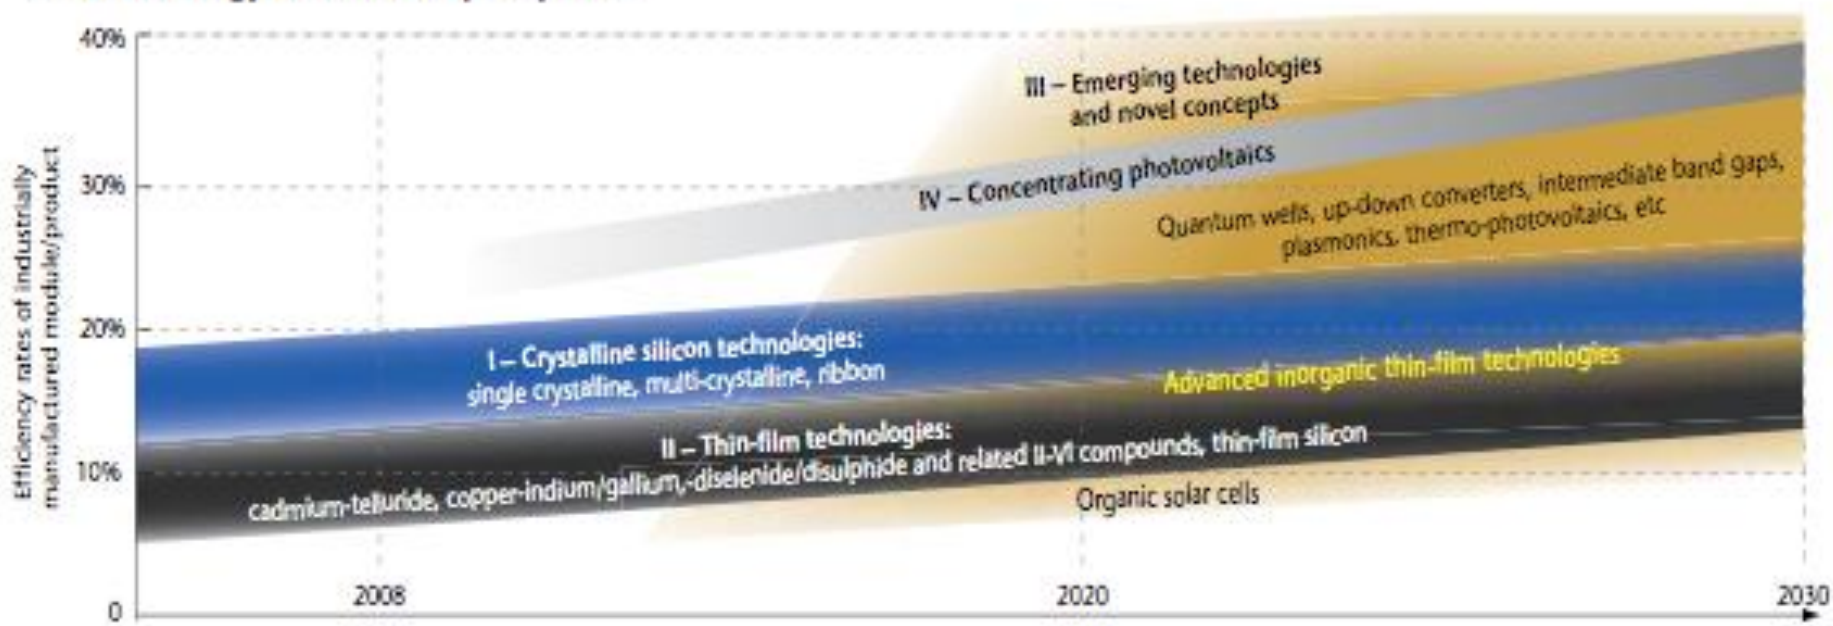 40%
III – Emerging technologies
and novel concepts
Efficiency rates of industrially
manufactured module/product
30%
IV – Concentrating photovoltaics
Quantum wells, up-down converters, intermediate band gaps,
plasmonics, thermo-photovoltaics, etc
20%
I – Crystalline silicon technologies:
single crystalline, multi-crystalline, ribbon
Advanced inorganic thin-film technologies
II – Thin-film technologies:
cadmium-telluride, copper-indium/gallium,-diselenide/disulphide and related II-VI compounds, thin-film silicon
10%
Organic solar cells
2008
2020
2030
0